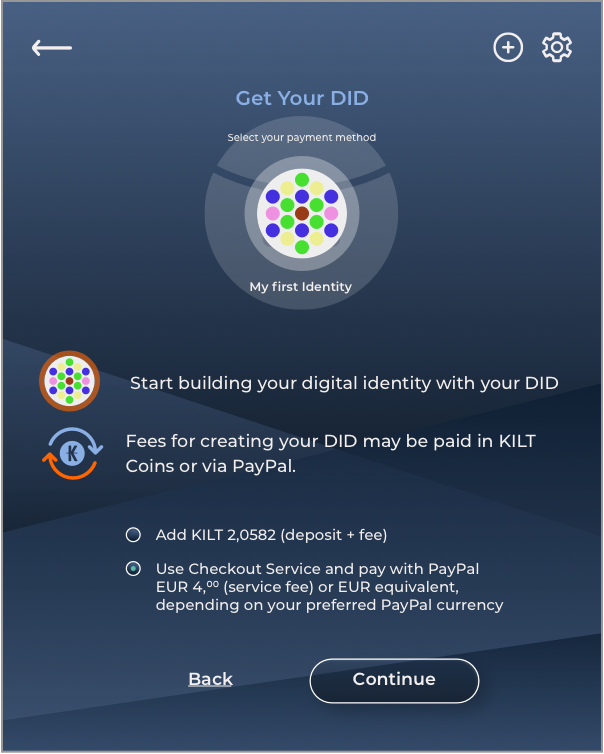 Get Your DID
Select your payment method
My first Identity
Start building your digital identity with your DID
Fees for creating your DID may be paid in KILT
Coins or via PayPal.
Add KILT 2,0582 (deposit + fee)
Use Checkout Service and pay with PayPal
EUR 4,⁰⁰ (service fee) or EUR equivalent,
depending on your preferred PayPal currency
Back
Continue